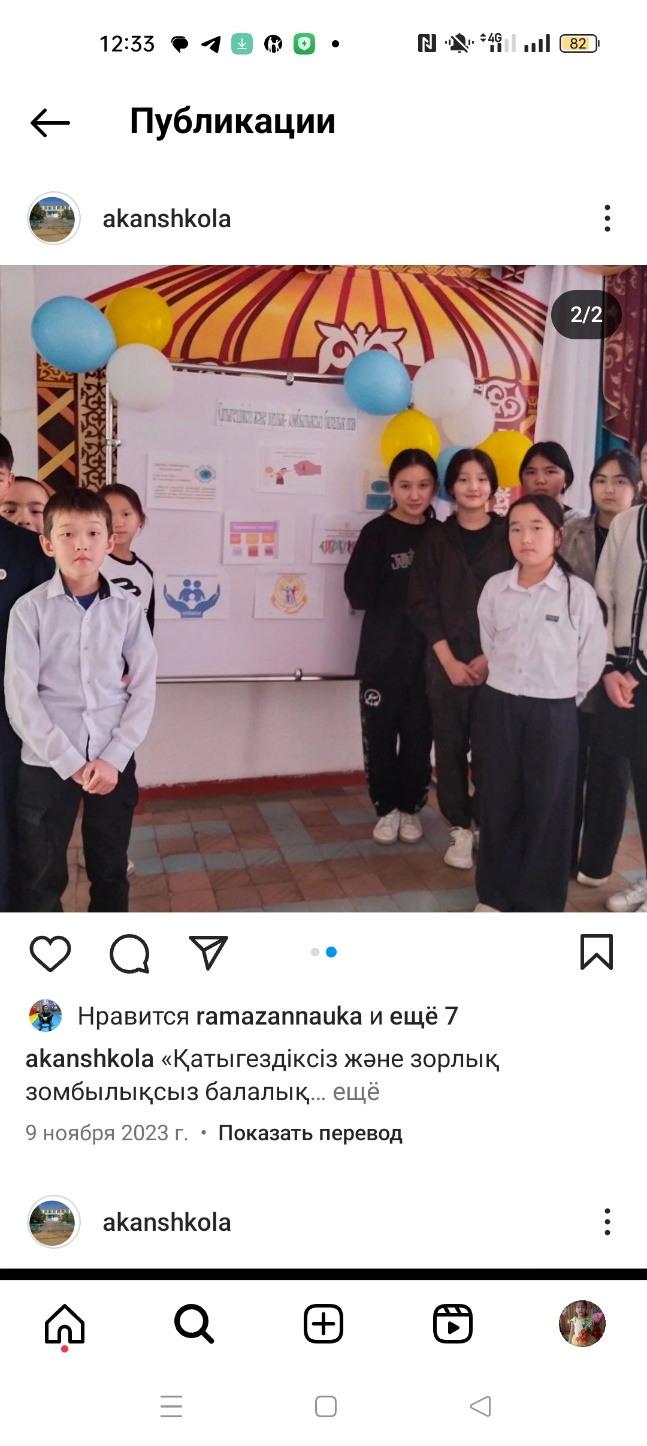 12:33
4G
82
Публикации
akanshkola
2/2
Нравится ramazannauka и ещё 7
akanshkola «Қатыгездіксіз және зорлық
зомбылықсыз балалық... ещё
9 ноября 2023 г. • Показать перевод
akanshkola